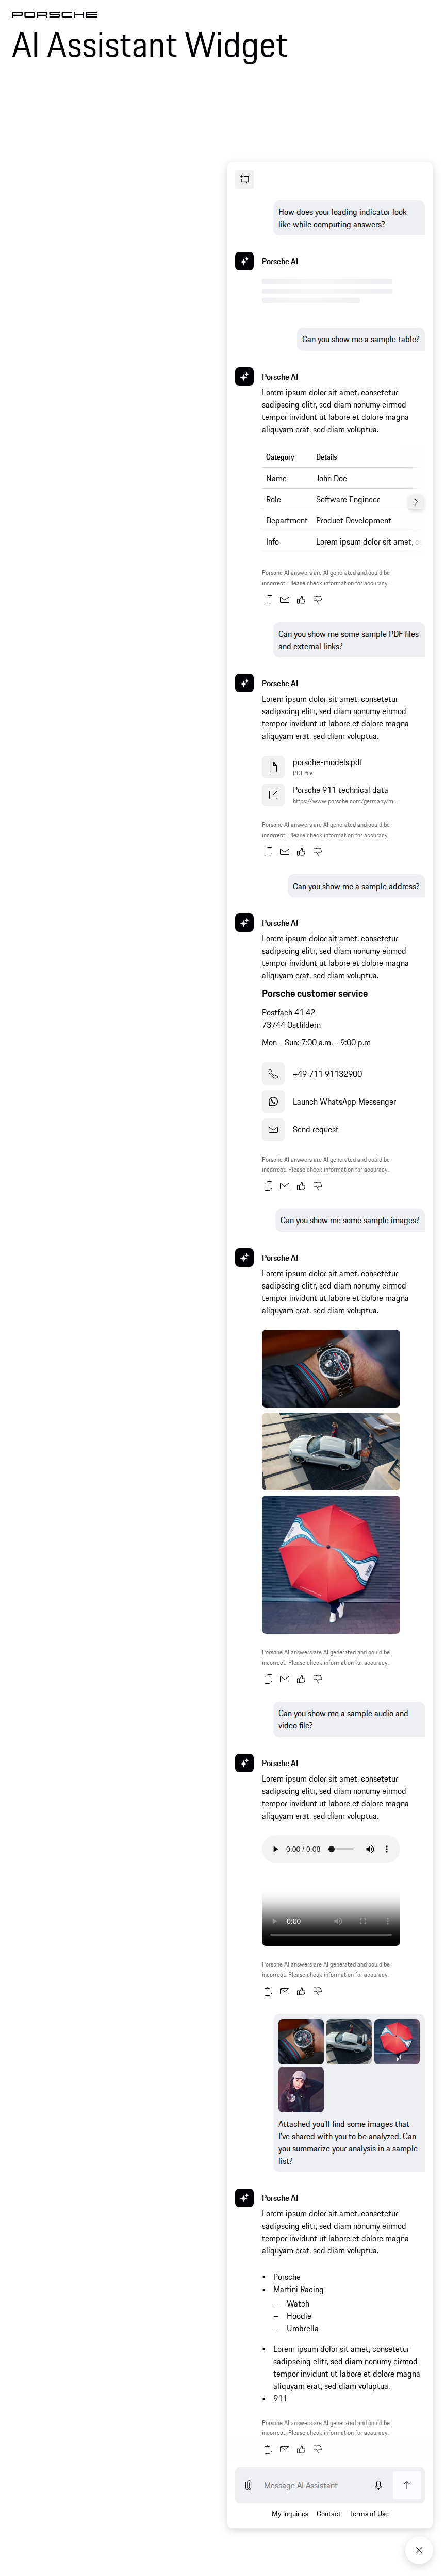 PORSCHE
AI Assistant Widget
How does your loading indicator look
like while computing answers?
Porsche AI
Can you show me a sample table?
Porsche AI
Lorem ipsum dolor sit amet, consetetur
sadipscing elitr, sed diam nonumy eirmod
tempor invidunt ut labore et dolore magna
aliquyam erat, sed diam voluptua.
Category Details
Name John Doe
Role Software Engineer
Department Product Development
Info Lorem ipsum dolor sit amet,
Porsche AI answers are AI generated and could be
incorrect. Please check information for accuracy.
Can you show me some sample PDF files
and external links?
Porsche AI
Lorem ipsum dolor sit amet, consetetur
sadipscing elitr, sed diam nonumy eirmod
tempor invidunt ut labore et dolore magna
aliquyam erat, sed diam voluptua.
porsche-models.pdf
PDF file
Porsche 911 technical data
https://www.porsche.com/germany/m...
Porsche AI answers are AI generated and could be
incorrect. Please check information for accuracy.
Can you show me a sample address?
Porsche AI
Lorem ipsum dolor sit amet, consetetur
sadipscing elitr, sed diam nonumy eirmod
tempor invidunt ut labore et dolore magna
aliquyam erat, sed diam voluptua.
Porsche customer service
Postfach 41 42
73744 Ostfildern
Mon - Sun: 7:00 a.m. - 9:00 p.m
+49 711 91132900
Launch WhatsApp Messenger
Send request
Porsche AI answers are AI generated and could be
incorrect. Please check information for accuracy.
Can you show me some sample images?
Porsche AI
Lorem ipsum dolor sit amet, consetetur
sadipscing elitr, sed diam nonumy eirmod
tempor invidunt ut labore et dolore magna
aliquyam erat, sed diam voluptua.
Porsche AI answers are AI generated and could be
incorrect. Please check information for accuracy.
Can you show me a sample audio and
video file?
Porsche AI
Lorem ipsum dolor sit amet, consetetur
sadipscing elitr, sed diam nonumy eirmod
tempor invidunt ut labore et dolore magna
aliquyam erat, sed diam voluptua.
0:00 / 0:08
0:00
Porsche AI answers are AI generated and could be
incorrect. Please check information for accuracy.
Attached you'll find some images that
I've shared with you to be analyzed. Can
you summarize your analysis in a sample
list?
Porsche AI
Lorem ipsum dolor sit amet, consetetur
sadipscing elitr, sed diam nonumy eirmod
tempor invidunt ut labore et dolore magna
aliquyam erat, sed diam voluptua.
• Porsche
• Martini Racing
– Watch
– Hoodie
– Umbrella
• Lorem ipsum dolor sit amet, consetetur
sadipscing elitr, sed diam nonumy eirmod
tempor invidunt ut labore et dolore magna
aliquyam erat, sed diam voluptua.
• 911
Porsche AI answers are AI generated and could be
incorrect. Please check information for accuracy.
Message AI Assistant
My inquiries Contact Terms of Use